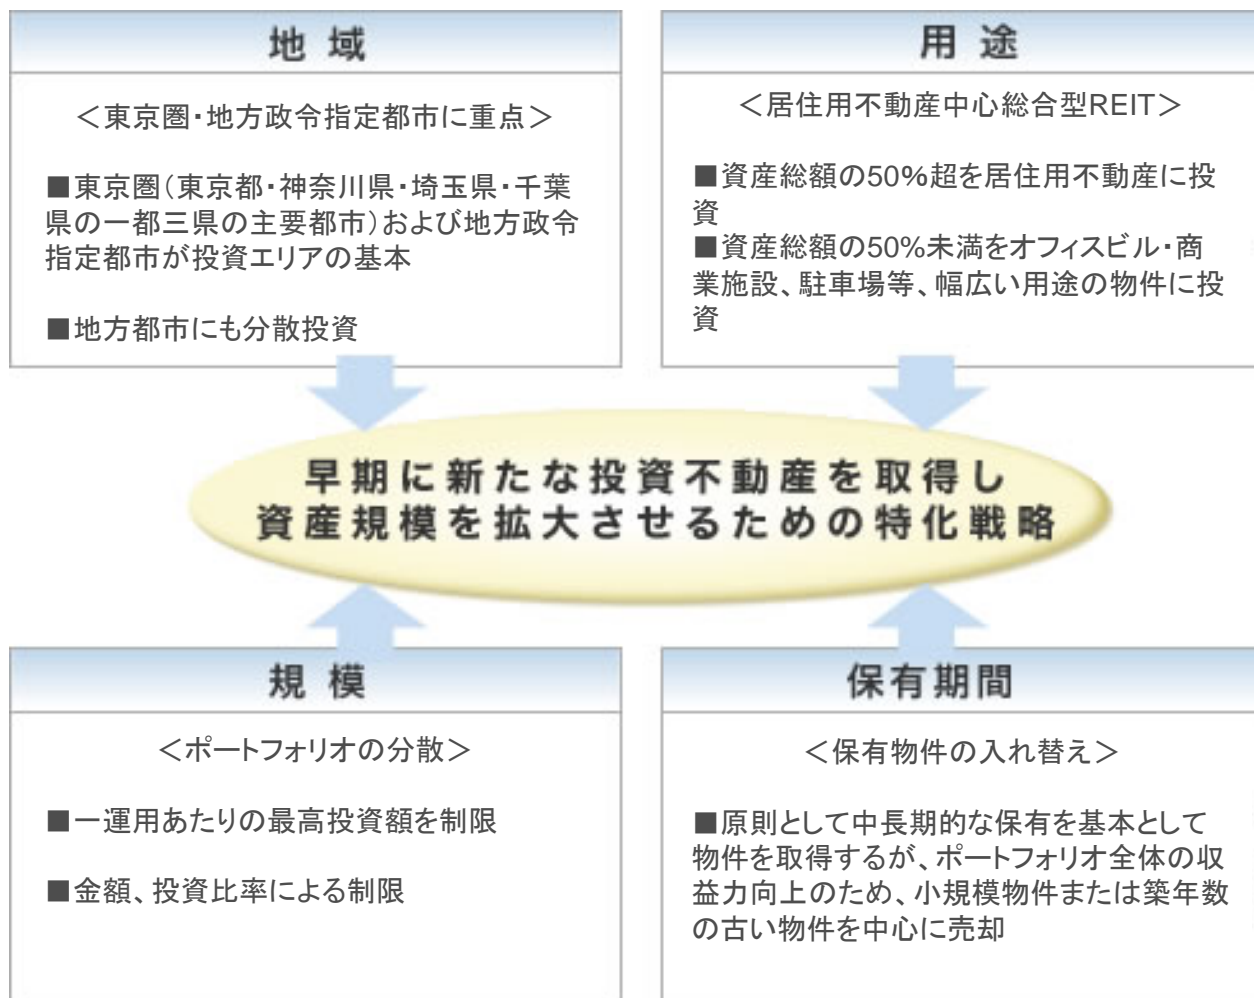 地域
＜東京圏・地方政令指定都市に重点＞
■東京圏（東京都・神奈川県・埼玉県・千葉
県の一都三県の主要都市）および地方政令
指定都市が投資エリアの基本
■地方都市にも分散投資
用途
＜居住用不動産中心総合型REIT＞
■資産総額の50%超を居住用不動産に投
資
■資産総額の50%未満をオフィスビル・商
業施設、駐車場等、幅広い用途の物件に投
資
早期に新たな投資不動産を取得し
資産規模を拡大させるための特化戦略
規模
＜ポートフォリオの分散＞
■一運用あたりの最高投資額を制限
■金額、投資比率による制限
保有期間
＜保有物件の入れ替え＞
■原則として中長期的な保有を基本として
物件を取得するが、ポートフォリオ全体の収
益力向上のため、小規模物件または築年数
の古い物件を中心に売却